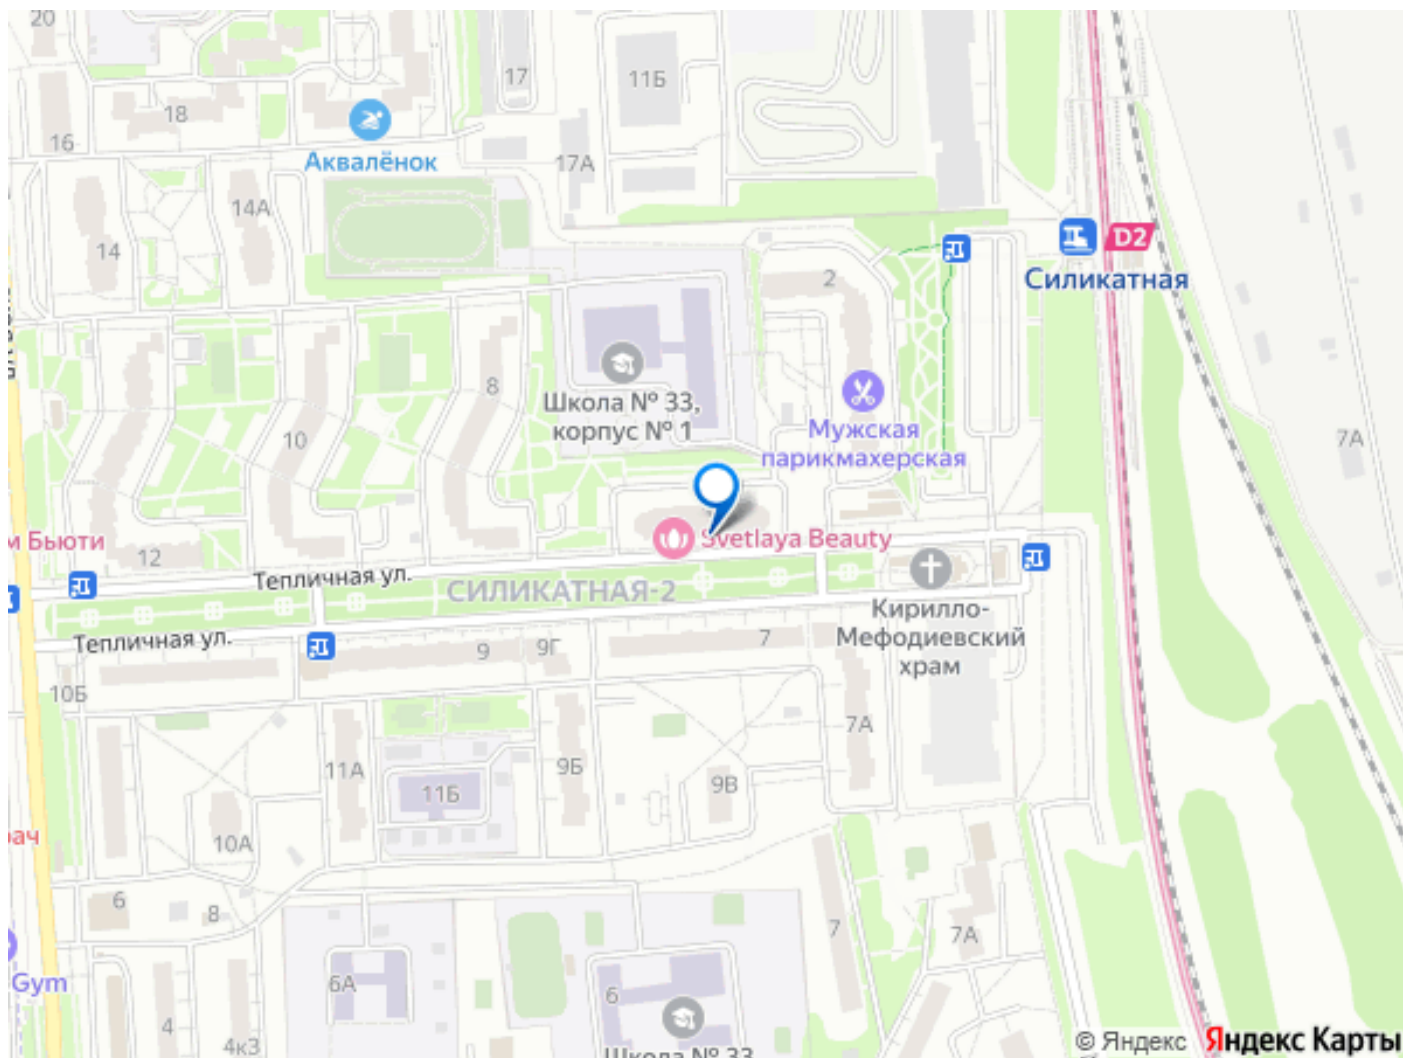 20
17
11Б
18
16
Аквалёнок
17А
14А
14
D2
Силикатная
2
8
Школа № 33,
корпус № 1
10
Мужская
парикмахерская
7А
Svetlaya Beauty
м Бьюти
12
Тепличная ул.
СИЛИКАТНАЯ-2
Кирилло-
Мефодиевский
храм
Тепличная ул.
9
9Г
7
10Б
7А
11А
9Б
9В
11Б
рач
10А
6
8
7
7А
Gym
6А
6
4
4к3
Школа № 33
© Яндекс
Яндекс Карты